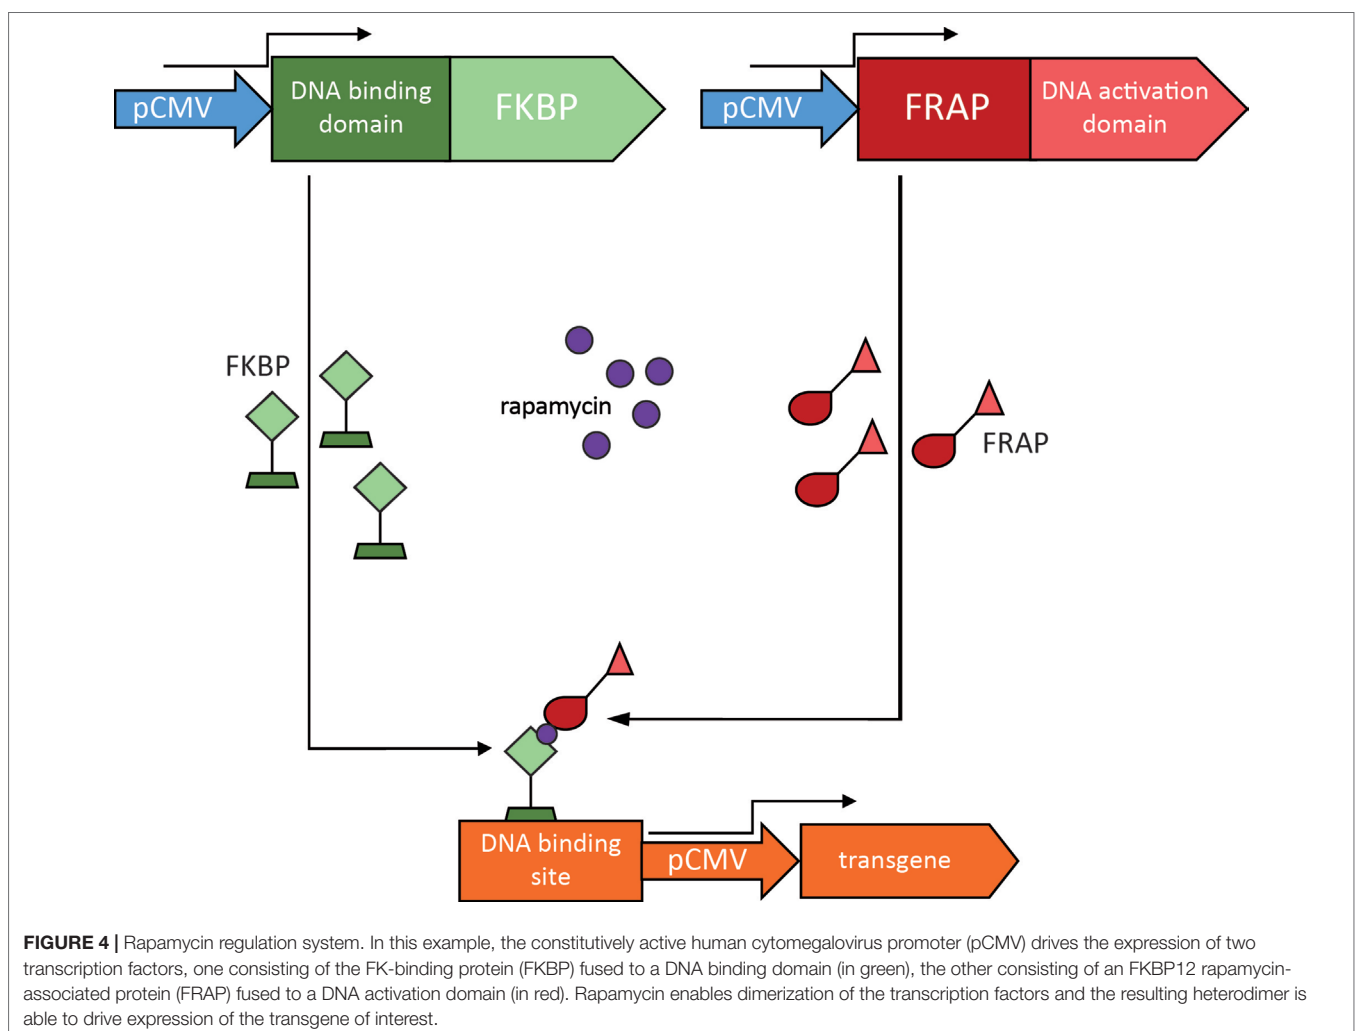 pCMV
DNA binding
domain
FKBP
pCMV
FRAP
DNA activation
domain
FKBP
rapamycin
FRAP
DNA binding
site
pCMV
transgene
FIGURE 4 | Rapamycin regulation system. In this example, the constitutively active human cytomegalovirus promoter (pCMV) drives the expression of two
transcription factors, one consisting of the FK-binding protein (FKBP) fused to a DNA binding domain (in green), the other consisting of an FKBP12 rapamycin-
associated protein (FRAP) fused to a DNA activation domain (in red). Rapamycin enables dimerization of the transcription factors and the resulting heterodimer is
able to drive expression of the transgene of interest.